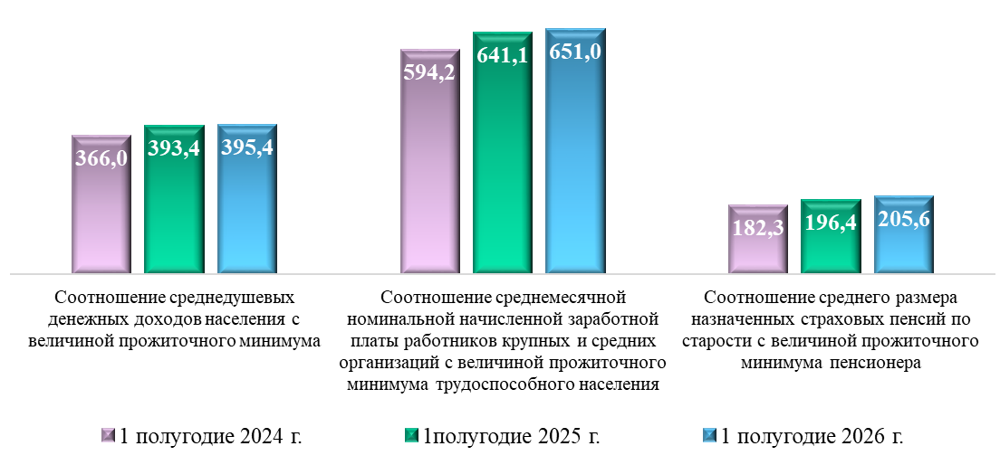 366,0
393,4
395,4
594,2
641,1
651,0
182,3
196,4
205,6
Соотношение среднедушевых
денежных доходов населения с
величиной прожиточного минимума
Соотношение среднемесячной
номинальной начисленной заработной
платы работников крупных и средних
организаций с величиной прожиточного
минимума трудоспособного населения
Соотношение среднего размера
назначенных страховых пенсий по
старости с величиной прожиточного
минимума пенсионера
1 полугодие 2024 г.
1полугодие 2025 г.
1 полугодие 2026 г.